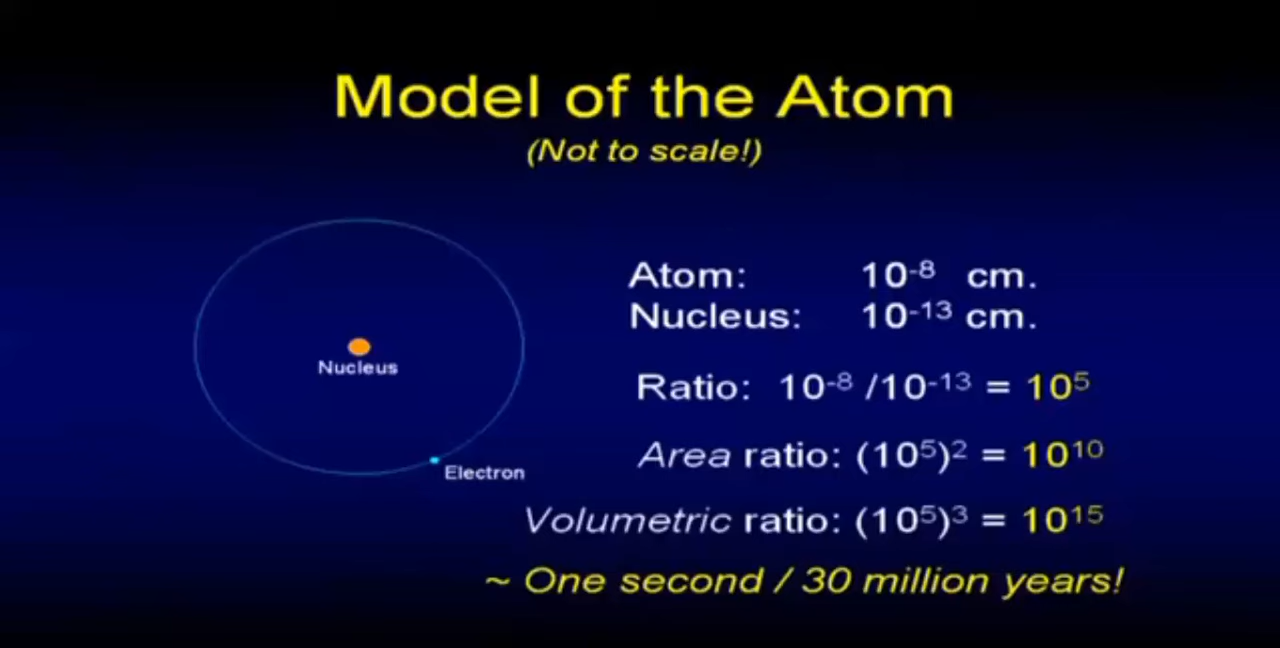 Model of the Atom
(Not to scale!)
Nucleus
Electron
Atom: 10⁻⁸ cm.
Nucleus: 10⁻¹³ cm.
Ratio: 10⁻⁸ /10⁻¹³ = 10⁵
Area ratio: (10⁵)² = 10¹⁰
Volumetric ratio: (10⁵)³ = 10¹⁵
~ One second / 30 million years!